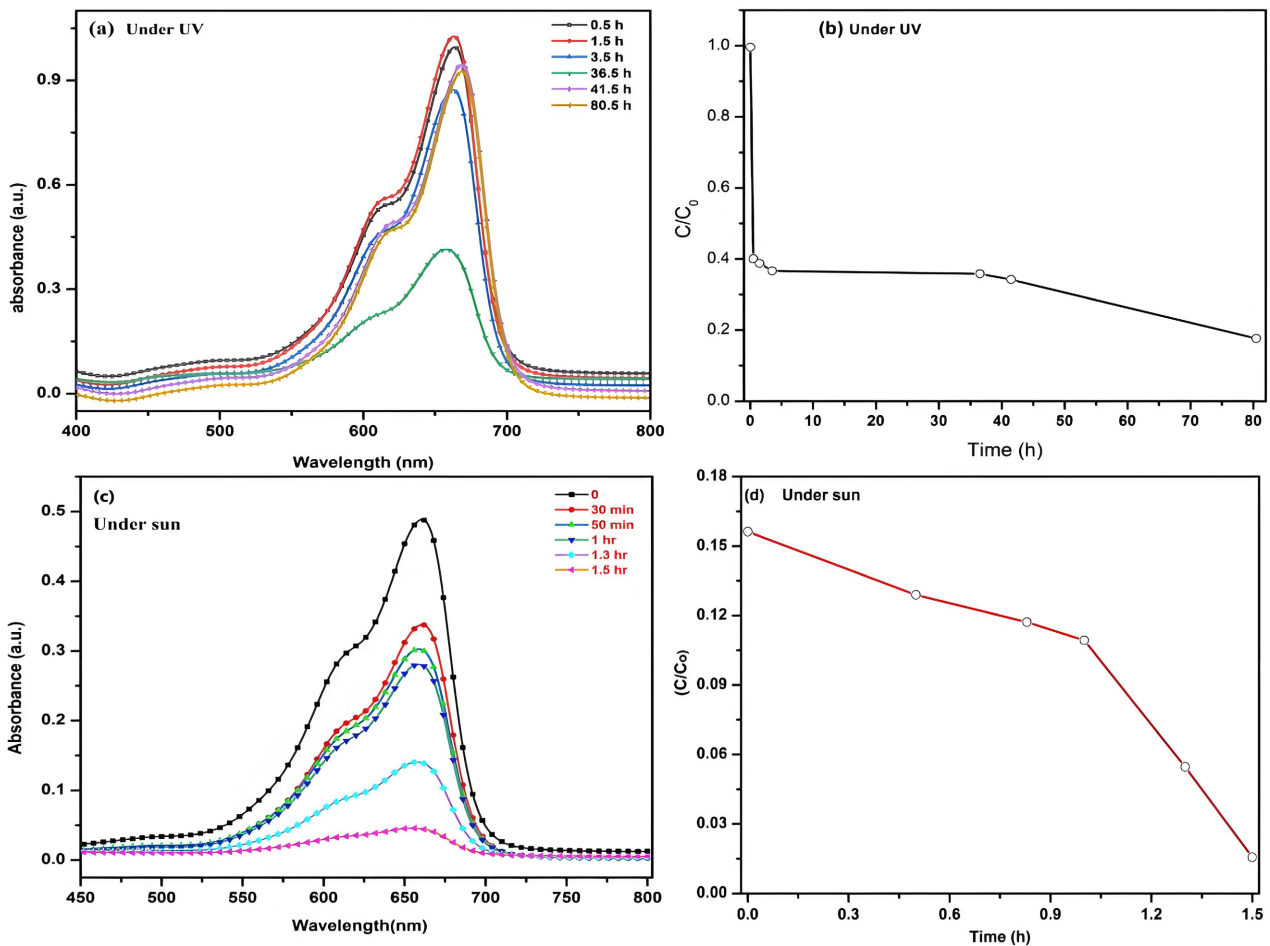 (a) Under UV
0.5 h
1.5 h
3.5 h
36.5 h
41.5 h
80.5 h
absorbance (a.u.)
0.9
0.6
0.3
0.0
400 500 600 700 800
Wavelength (nm)
(b) Under UV
C/C0
1.0
0.8
0.6
0.4
0.2
0.0
0 10 20 30 40 50 60 70 80
Time (h)
(c)
Under sun
0
30 min
50 min
1 hr
1.3 hr
1.5 hr
Absorbance (a.u.)
0.5
0.4
0.3
0.2
0.1
0.0
450 500 550 600 650 700 750 800
Wavelength(nm)
(d) Under sun
(C/Co)
0.18
0.15
0.12
0.09
0.06
0.03
0.00
0.0 0.3 0.6 0.9 1.2 1.5
Time (h)